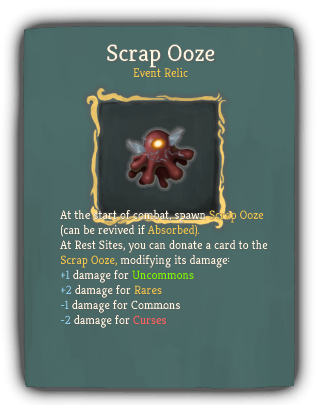 Scrap Ooze
Event Relic
At the start of combat, spawn Scrap Ooze
(can be revived if Absorbed).
At Rest Sites, you can donate a card to the
Scrap Ooze, modifying its damage:
+1 damage for Uncommons
+2 damage for Rares
-1 damage for Commons
-2 damage for Curses